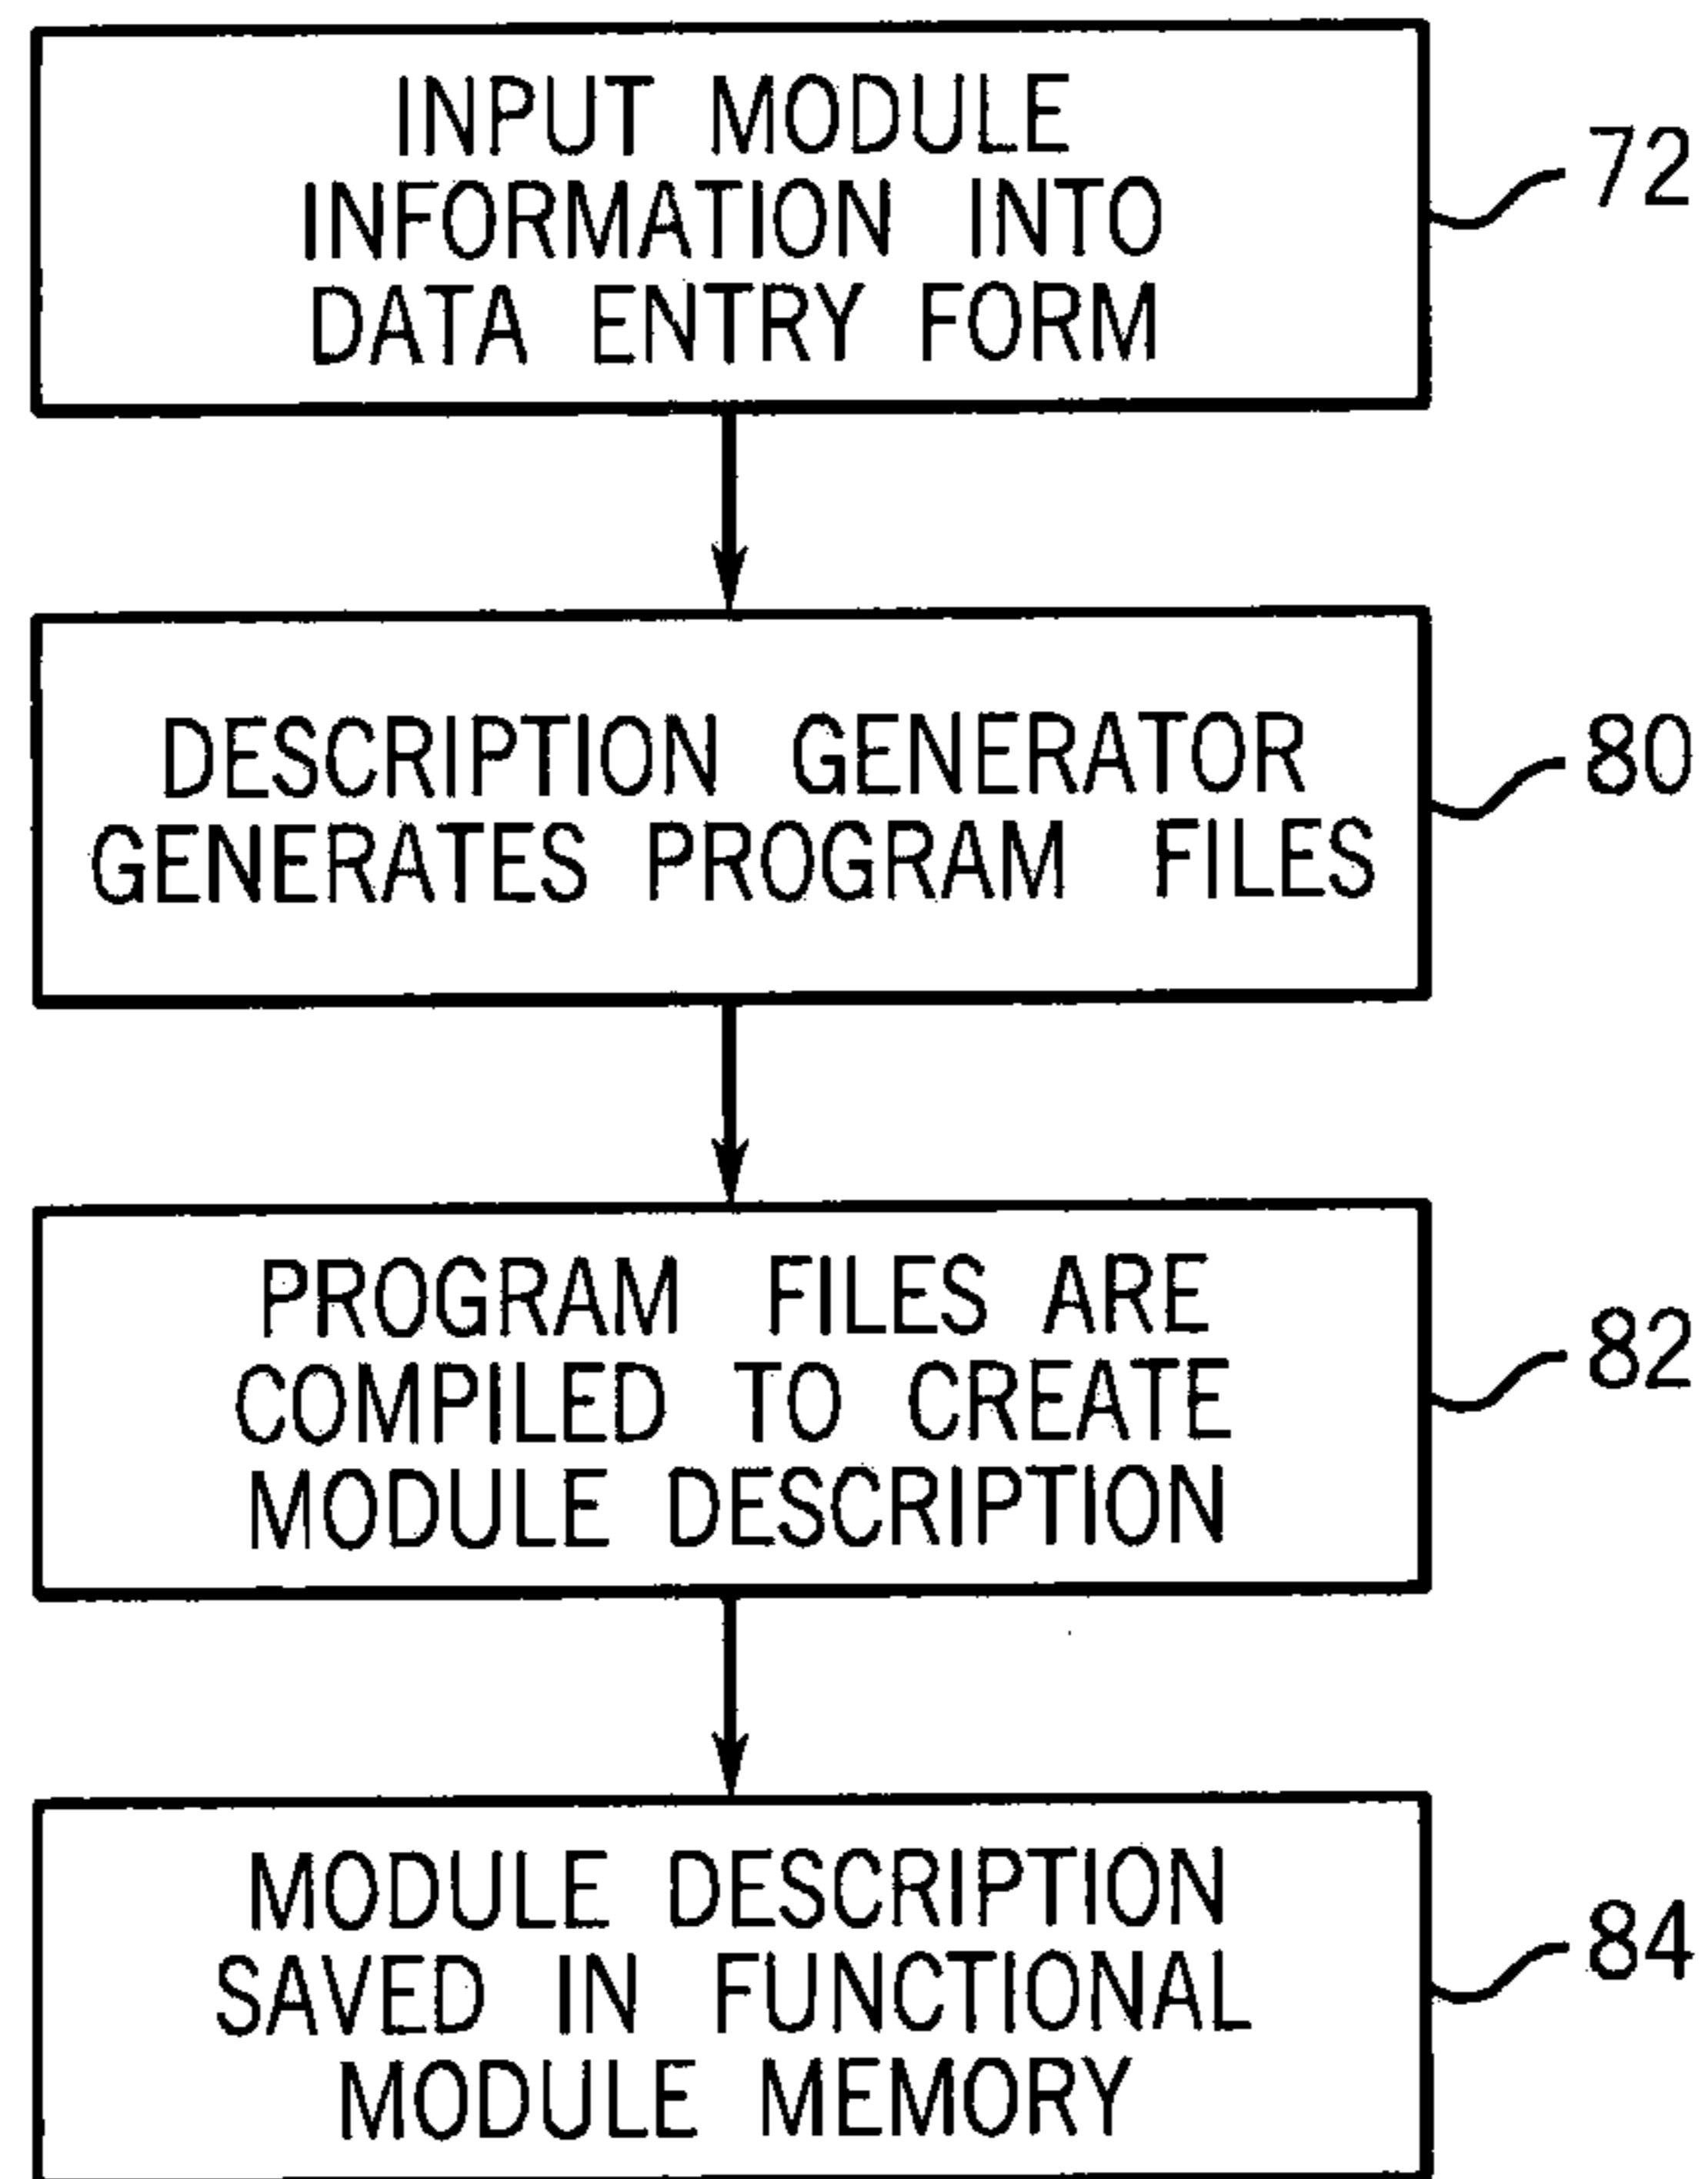 INPUT MODULE
INFORMATION INTO
DATA ENTRY FORM
72
DESCRIPTION GENERATOR
GENERATES PROGRAM FILES
80
PROGRAM FILES ARE
COMPILED TO CREATE
MODULE DESCRIPTION
82
MODULE DESCRIPTION
SAVED IN FUNCTIONAL
MODULE MEMORY
84